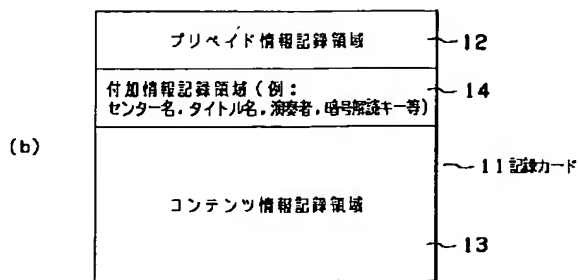 プリペイド情報記録領域
12
付加情報記録領域(例:
センター名,タイトル名,演奏者,暗号解読キー等)
14
(b)
11 記録カード
コンテンツ情報記録領域
13